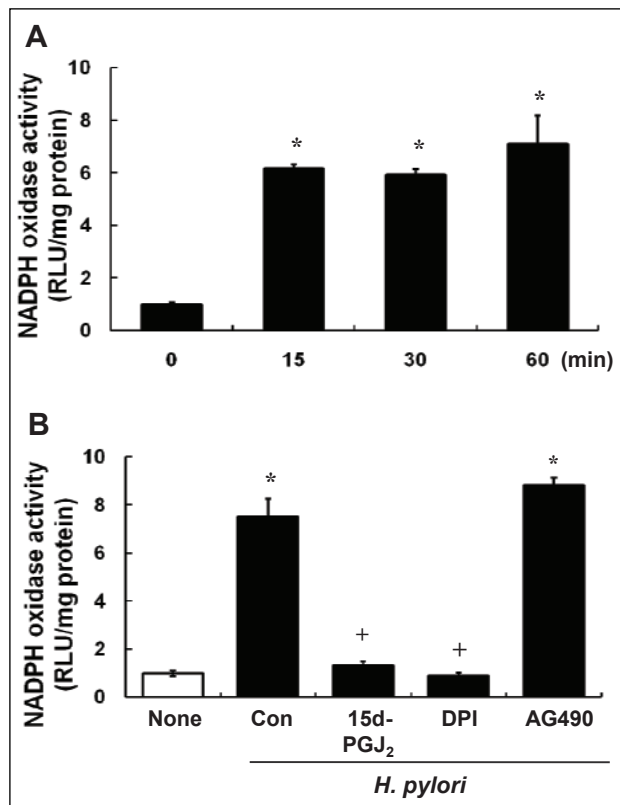 A
NADPH oxidase activity
(RLU/mg protein)
10
8
6
4
2
0
*
*
*
0 15 30 60 (min)
B
NADPH oxidase activity
(RLU/mg protein)
10
8
6
4
2
0
*
+
+
*
None Con 15d- DPI AG490
PGJ₂
H. pylori